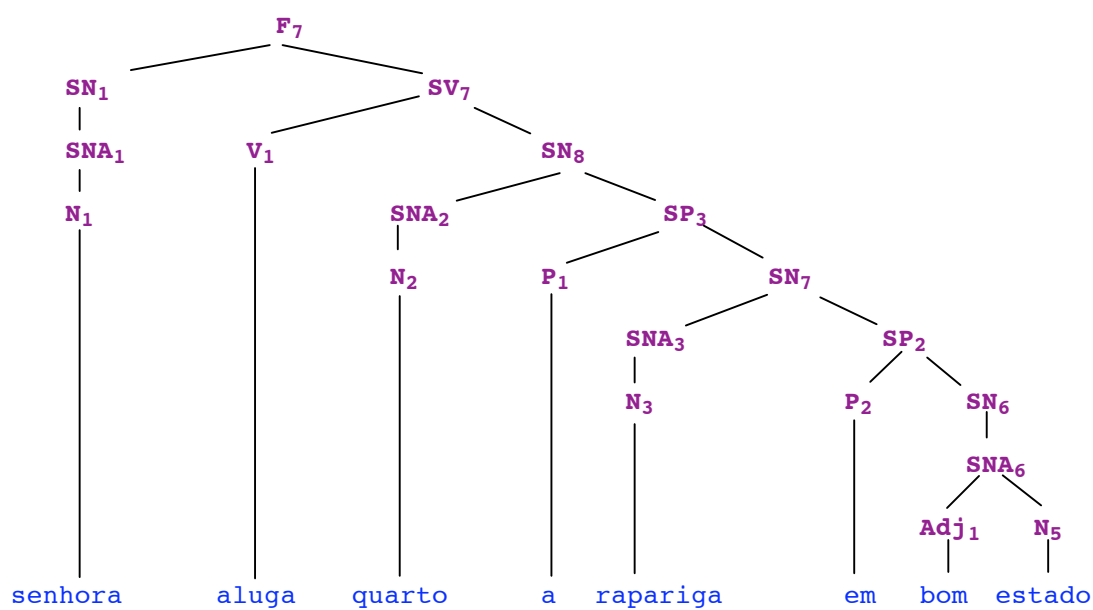 F₇
SN₁ SV₇
SNA₁ V₁ SN₈
N₁ SNA₂ SP₃
N₂ P₁ SN₇
SNA₃ SP₂
N₃ P₂ SN₆
SNA₆
Adj₁ N₅
senhora aluga quarto a rapariga em bom estado